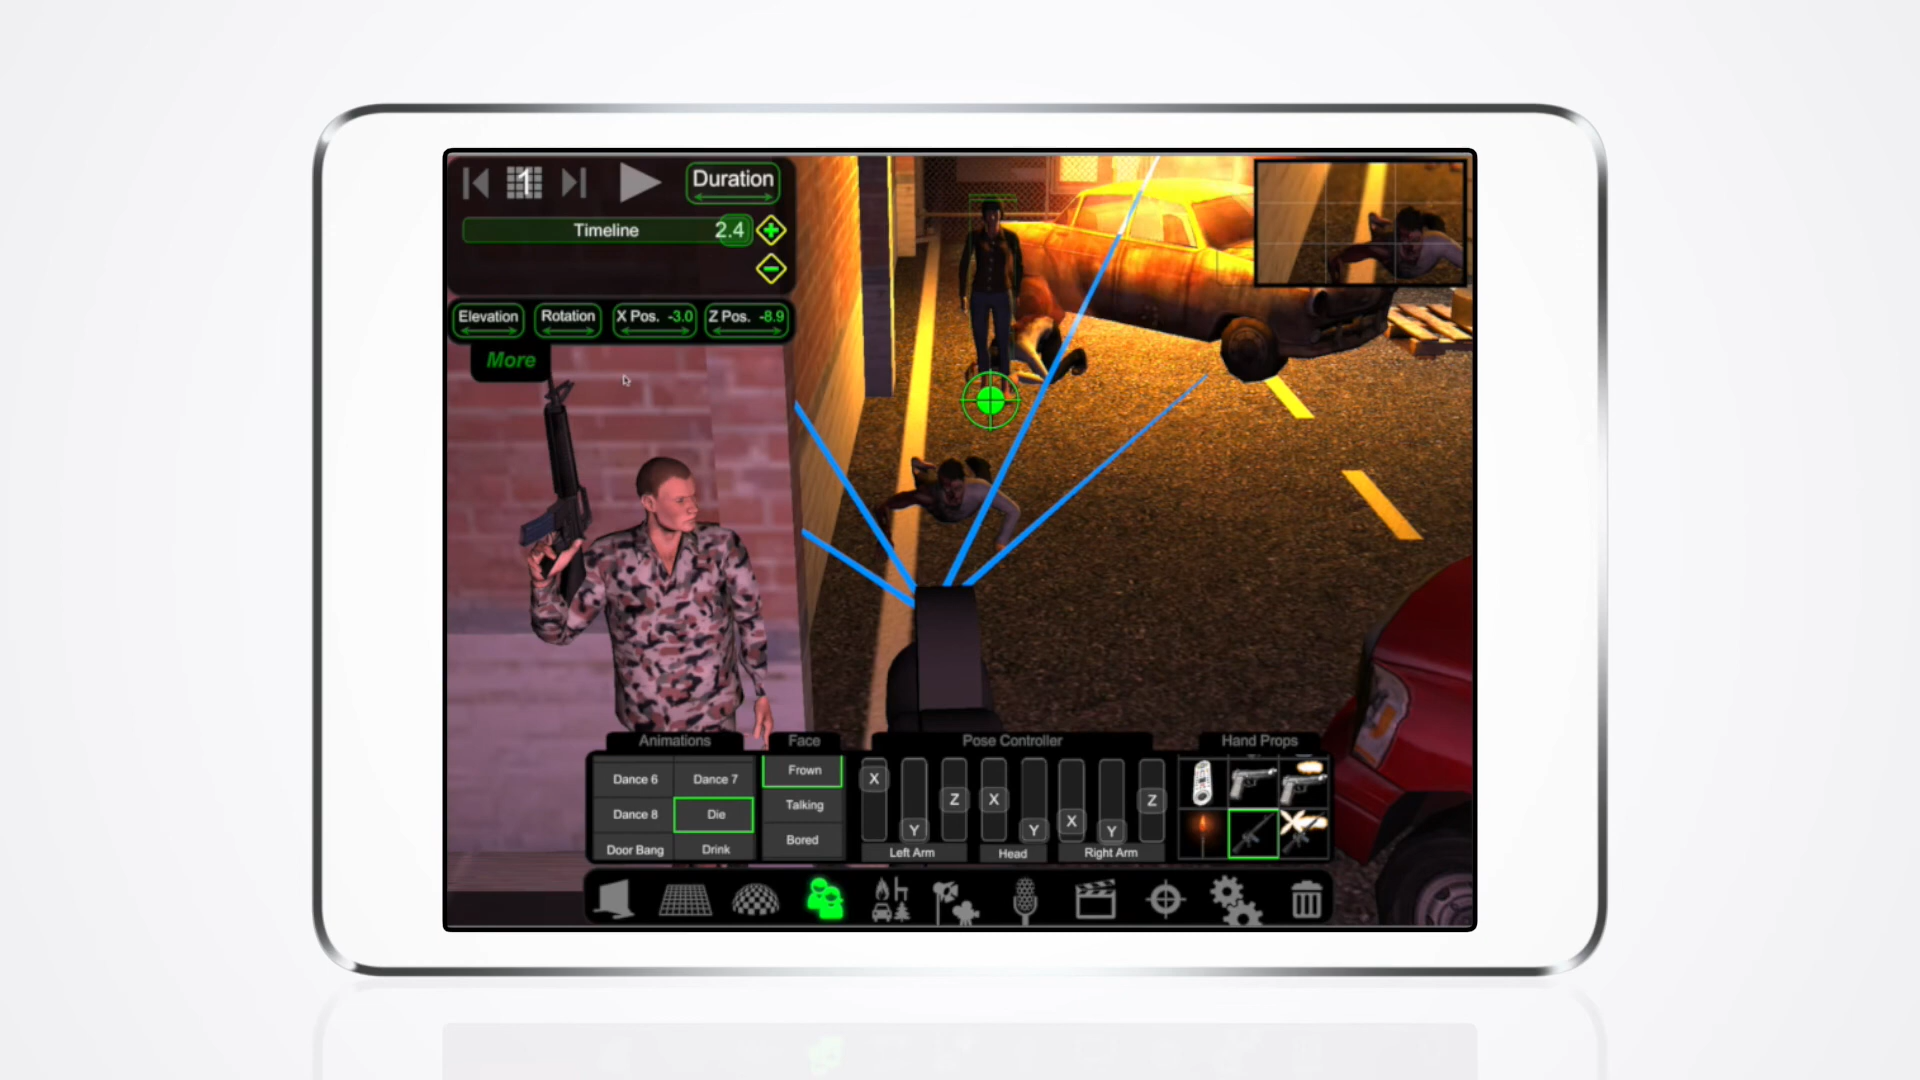 1
Duration
Timeline 2.4
Elevation Rotation X Pos. -3.0 Z Pos. -8.9
More
Animations Face Pose Controller Hand Props
Dance 6 Dance 7 Frown
Dance 8 Die Talking
Door Bang Drink Bored
X Y Z X Y X Y Z
Left Arm Head Right Arm